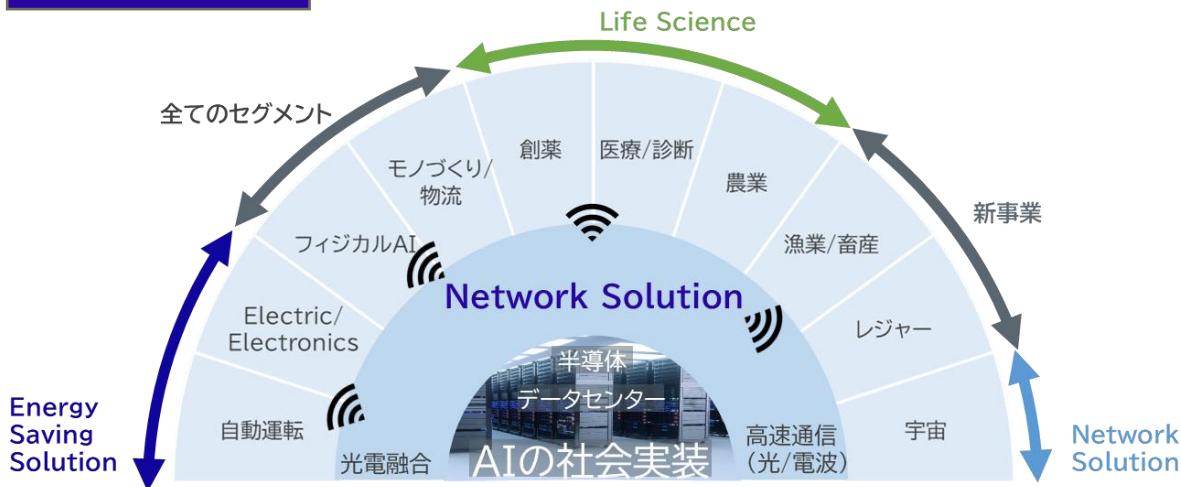 Life Science
全てのセグメント
モノづくり/
物流
創薬
医療/診断
農業
新事業
フィジカルAI
漁業/畜産
Network Solution
Electric/
Electronics
レジャー
半導体
データセンター
Energy
Saving
Solution
自動運転
光電融合
AIの社会実装
高速通信
(光/電波)
宇宙
Network
Solution